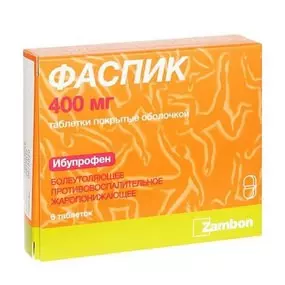 ФАСПИК
400 мг
таблетки покрытые оболочкой
Ибупрофен
БОЛЕУТОЛЯЮЩЕЕ
ПРОТИВОВОСПАЛИТЕЛЬНОЕ
ЖАРОПОНИЖАЮЩЕЕ
6 таблеток
Zambon